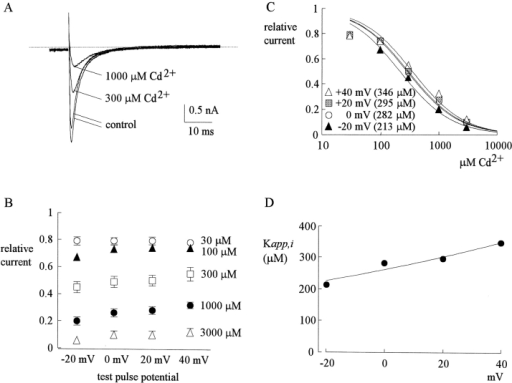 A
1000 µM Cd2+
300 µM Cd2+
control
0.5 nA
10 ms
B
relative
current
1
0.8
0.6
0.4
0.2
0
30 µM
100 µM
300 µM
1000 µM
3000 µM
-20 mV
0 mV
20 mV
40 mV
test pulse potential
C
relative
current
1
0.8
0.6
0.4
0.2
0
+40 mV (346 µM)
+20 mV (295 µM)
0 mV (282 µM)
-20 mV (213 µM)
10
100
1000
10000
µM Cd2+
D
Kapp,i
(µM)
400
300
200
100
0
-20
0
20
40
mV